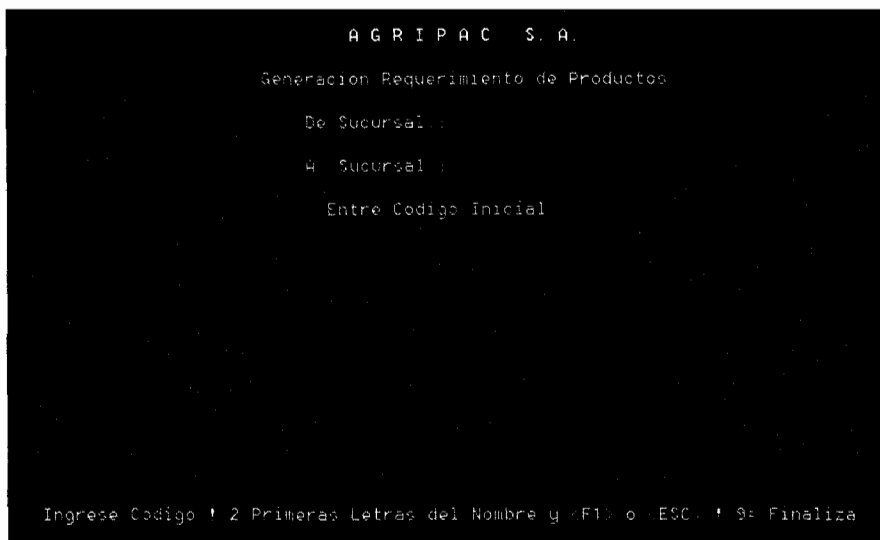 A G R I P A C   S. A.
Generacion Requerimiento de Productos
De Sucursal.:
A  Sucursal :
Entre Codigo Inicial
Ingrese Codigo ! 2 Primeras Letras del Nombre y <F1> o <ESC> ! 9= Finaliza